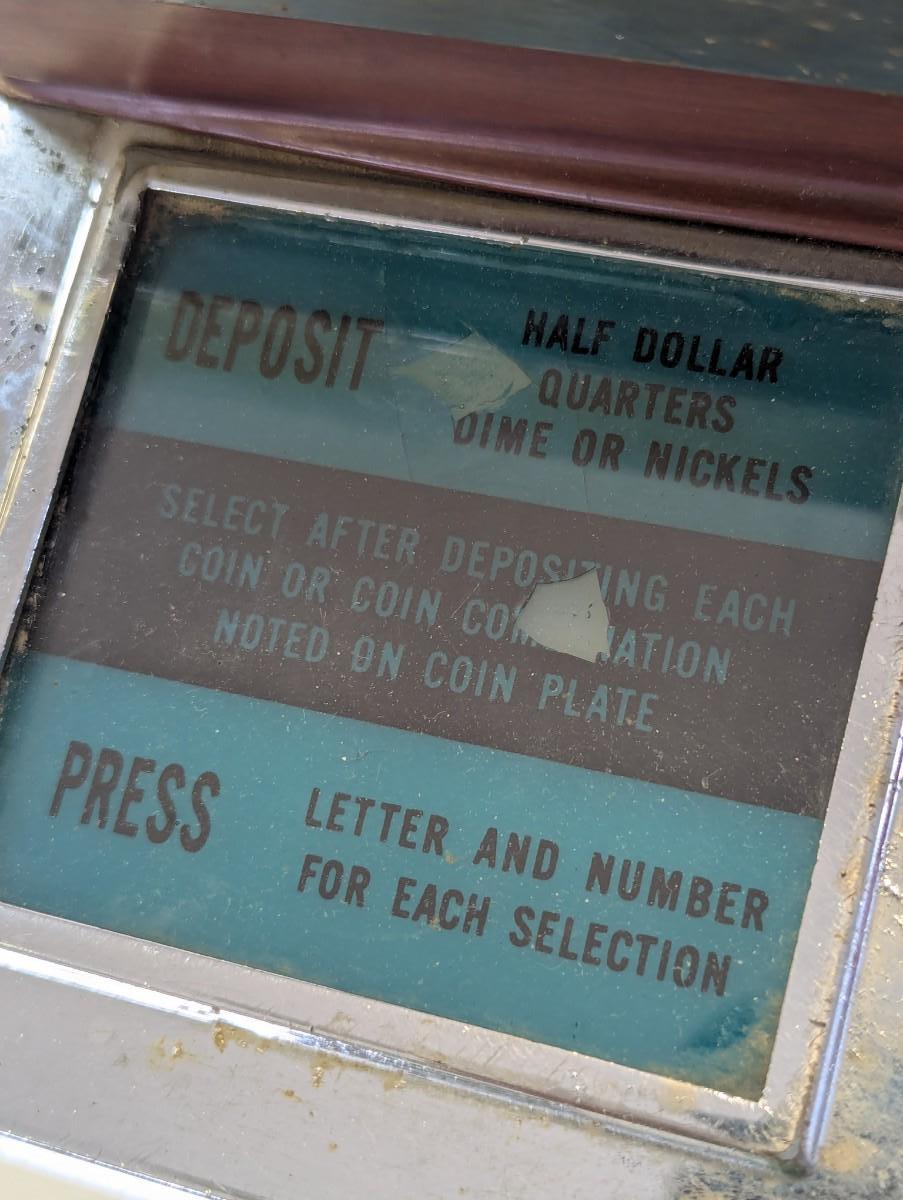 DEPOSIT
HALF DOLLAR
QUARTERS
DIME OR NICKELS
SELECT AFTER DEPOSITING EACH
COIN OR COIN COMBINATION
NOTED ON COIN PLATE
PRESS
LETTER AND NUMBER
FOR EACH SELECTION